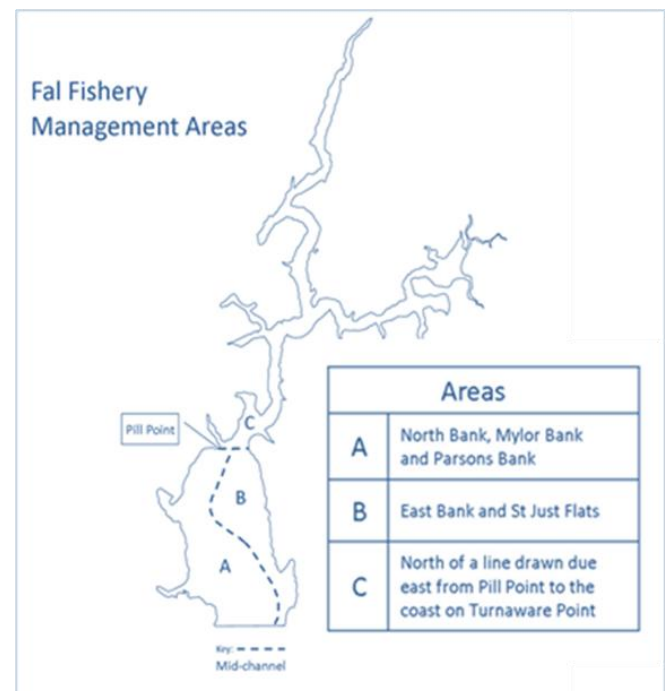 Fal Fishery
Management Areas
C
Pill Point
B
A
Areas
A
North Bank, Mylor Bank
and Parsons Bank
B
East Bank and St Just Flats
C
North of a line drawn due
east from Pill Point to the
coast on Turnaware Point
Key:
Mid-channel